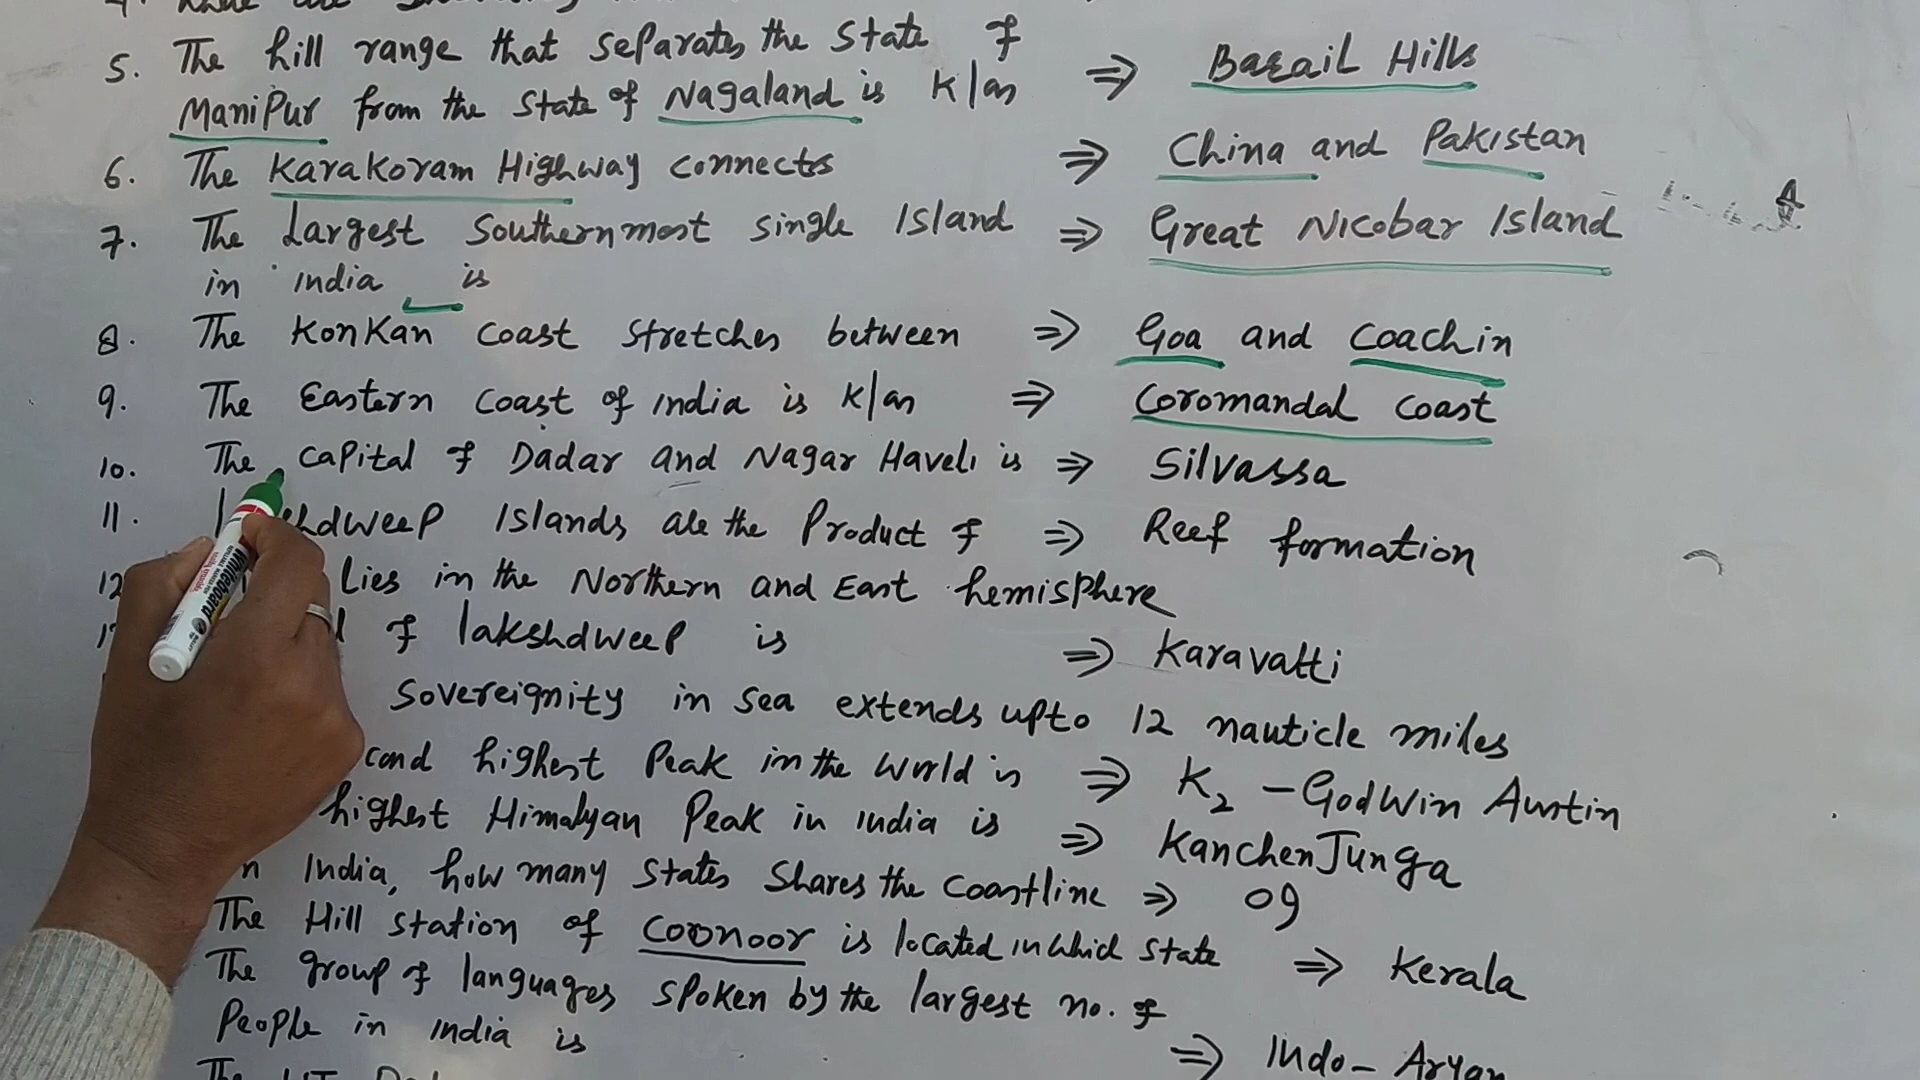 5. The hill range that separates the state of
Manipur from the state of Nagaland is K/as ⇒ Barail Hills
6. The Karakoram Highway connects ⇒ China and Pakistan
7. The Largest Southernmost single Island ⇒ Great Nicobar Island
in india is
8. The Konkan coast stretches between ⇒ Goa and Coachin
9. The Eastern coast of india is K/as ⇒ Coromandal coast
10. The capital of Dadar and Nagar Haveli is ⇒ Silvassa
11. Islands are the Product of ⇒ Reef formation
12 Lies in the Northern and East hemisphere
of lakshdweep is ⇒ Karavatti
Sovereignity in sea extends upto 12 nauticle miles
cond highest Peak in the world is ⇒ K2 - Godwin Austin
highest Himalyan Peak in india is ⇒ KanchenJunga
n India, how many states shares the coastline ⇒ 09
The Hill station of Coonoor is located in which state ⇒ Kerala
The group of languages spoken by the largest no. of
People in india is ⇒ Indo-Aryan
The UT